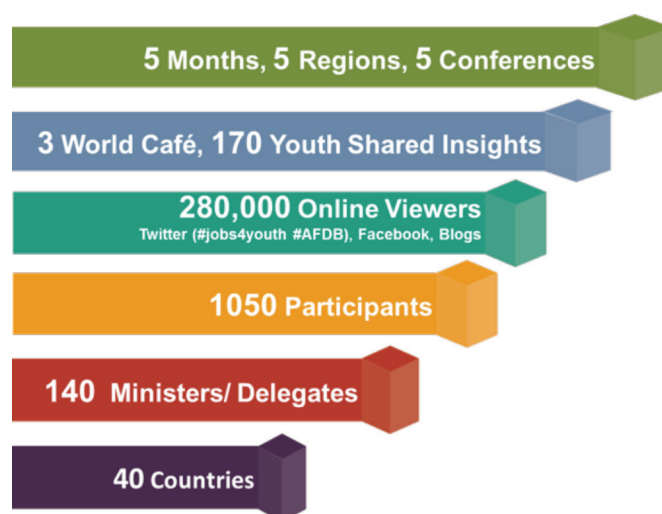 5 Months, 5 Regions, 5 Conferences
3 World Café, 170 Youth Shared Insights
280,000 Online Viewers
Twitter (#jobs4youth #AFDB), Facebook, Blogs
1050 Participants
140 Ministers/ Delegates
40 Countries